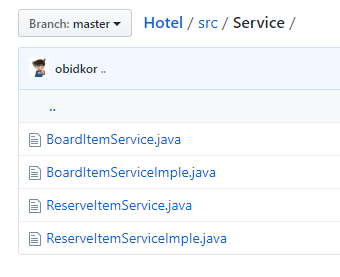 Branch: master Hotel / src / Service /
obidkor ..
..
BoardItemService.java
BoardItemServiceImple.java
ReserveItemService.java
ReserveItemServiceImple.java